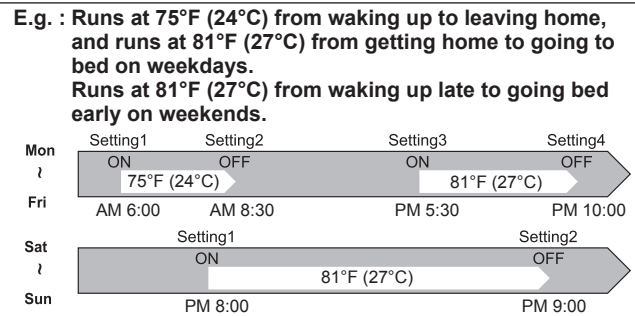 E.g. : Runs at 75°F (24°C) from waking up to leaving home,
and runs at 81°F (27°C) from getting home to going to
bed on weekdays.
Runs at 81°F (27°C) from waking up late to going bed
early on weekends.
Setting1 Setting2 Setting3 Setting4
Mon
~
Fri
ON OFF ON OFF
75°F (24°C) 81°F (27°C)
AM 6:00 AM 8:30 PM 5:30 PM 10:00
Setting1 Setting2
Sat
~
Sun
ON OFF
81°F (27°C)
PM 8:00 PM 9:00